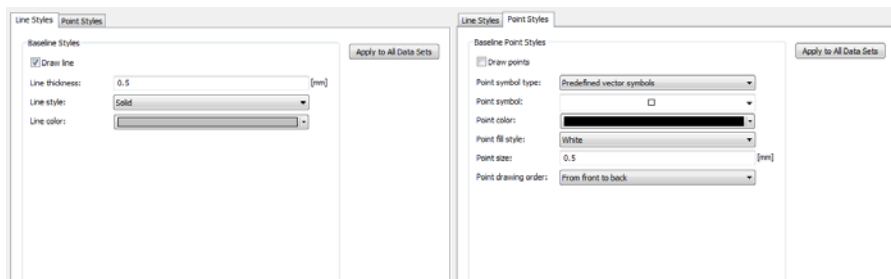 Line Styles Point Styles
Baseline Styles
Draw line
Apply to All Data Sets
Line thickness: 0.5 [mm]
Line style: Solid
Line color:
Line Styles Point Styles
Baseline Point Styles
Draw points
Apply to All Data Sets
Point symbol type: Predefined vector symbols
Point symbol:
Point color:
Point fill style: White
Point size: 0.5 [mm]
Point drawing order: From front to back